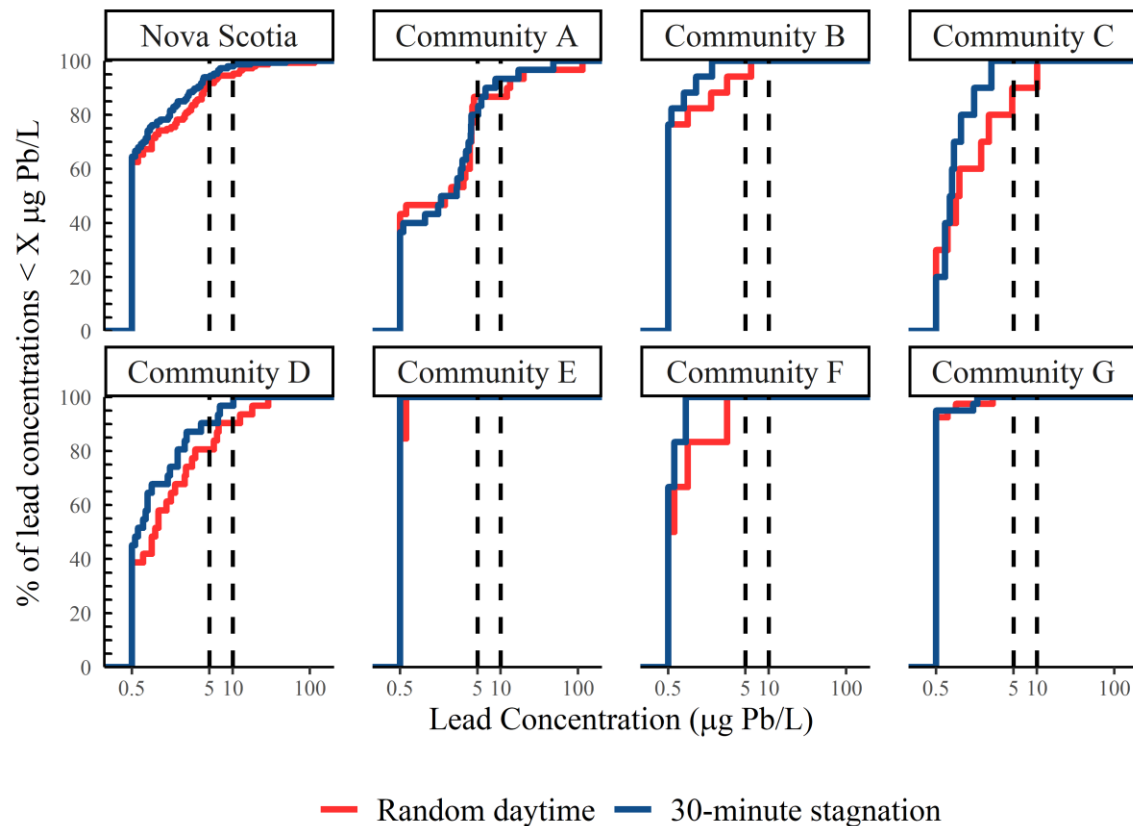 Nova Scotia Community A Community B Community C
% of lead concentrations < X µg Pb/L
100
80
60
40
20
0
Community D Community E Community F Community G
100
80
60
40
20
0
0.5 5 10 100 0.5 5 10 100 0.5 5 10 100 0.5 5 10 100
Lead Concentration (µg Pb/L)
Random daytime 30-minute stagnation